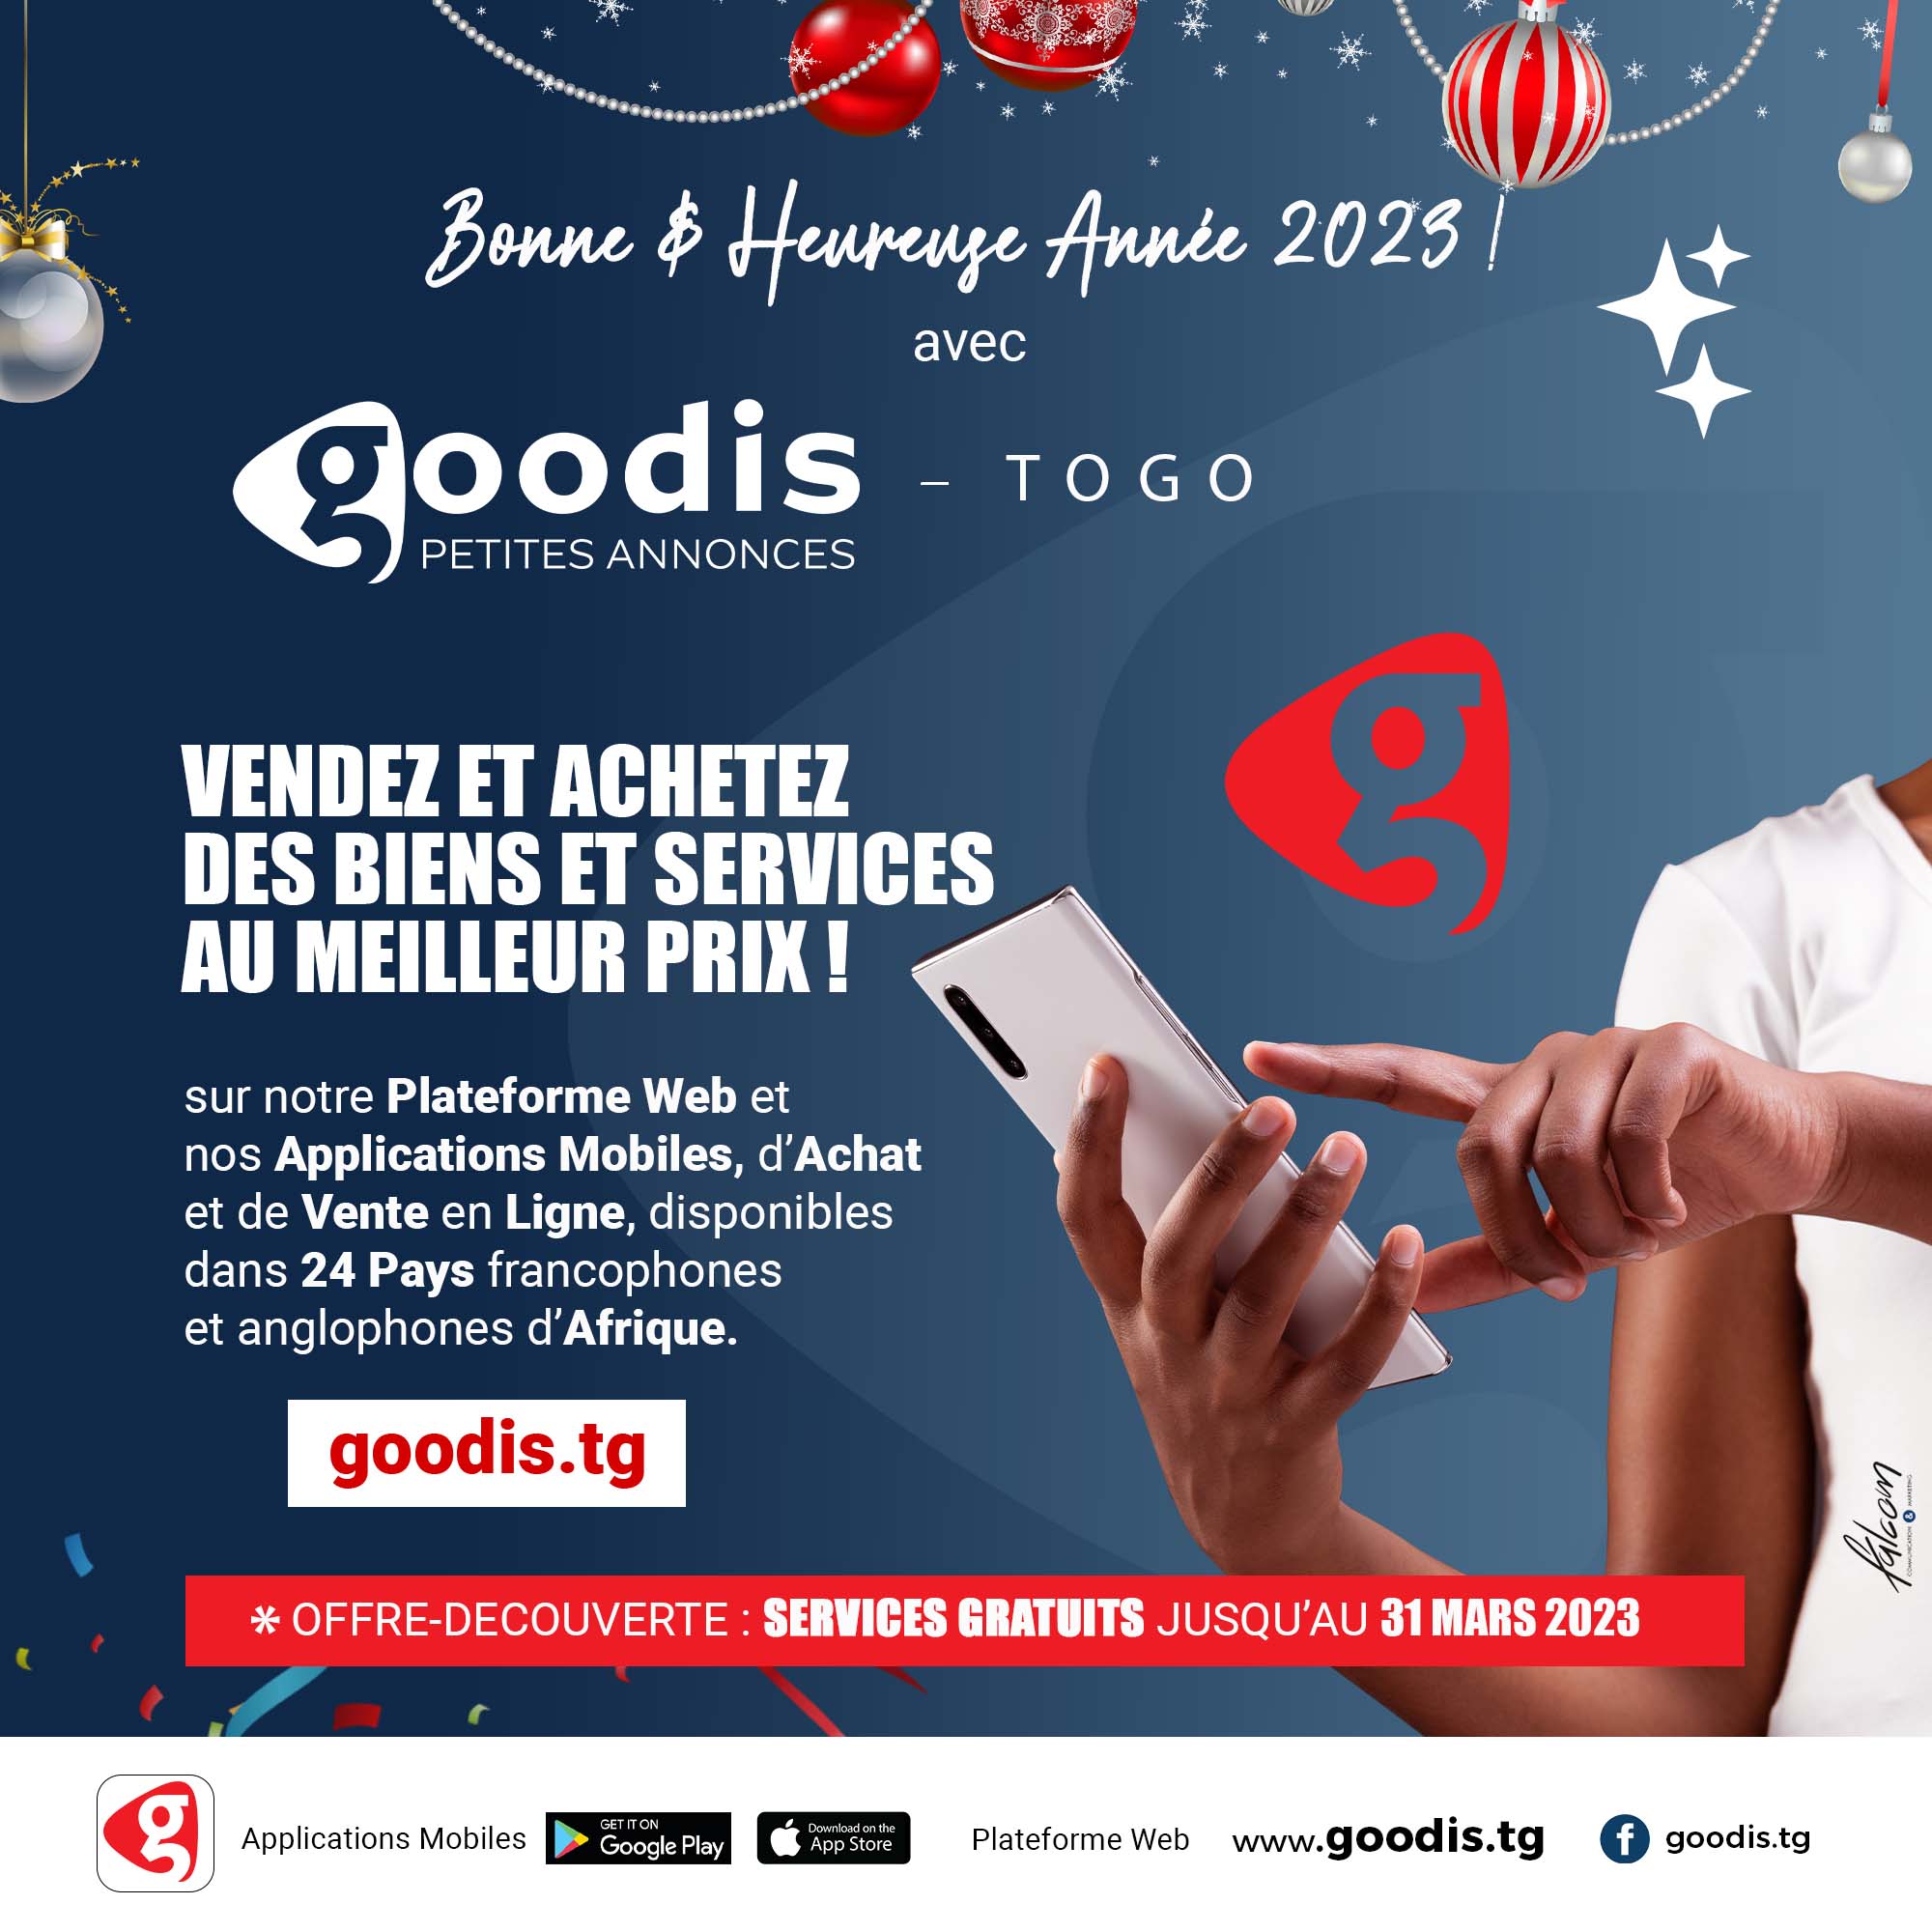 Bonne & Heureuse Année 2023 !
avec
goodis – TOGO
PETITES ANNONCES
VENDEZ ET ACHETEZ
DES BIENS ET SERVICES
AU MEILLEUR PRIX !
sur notre Plateforme Web et
nos Applications Mobiles, d’Achat
et de Vente en Ligne, disponibles
dans 24 Pays francophones
et anglophones d’Afrique.
goodis.tg
falcom
COMMUNICATION & MARKETING
* OFFRE-DECOUVERTE : SERVICES GRATUITS JUSQU’AU 31 MARS 2023
g Applications Mobiles GET IT ON Google Play Download on the App Store Plateforme Web www.goodis.tg f goodis.tg